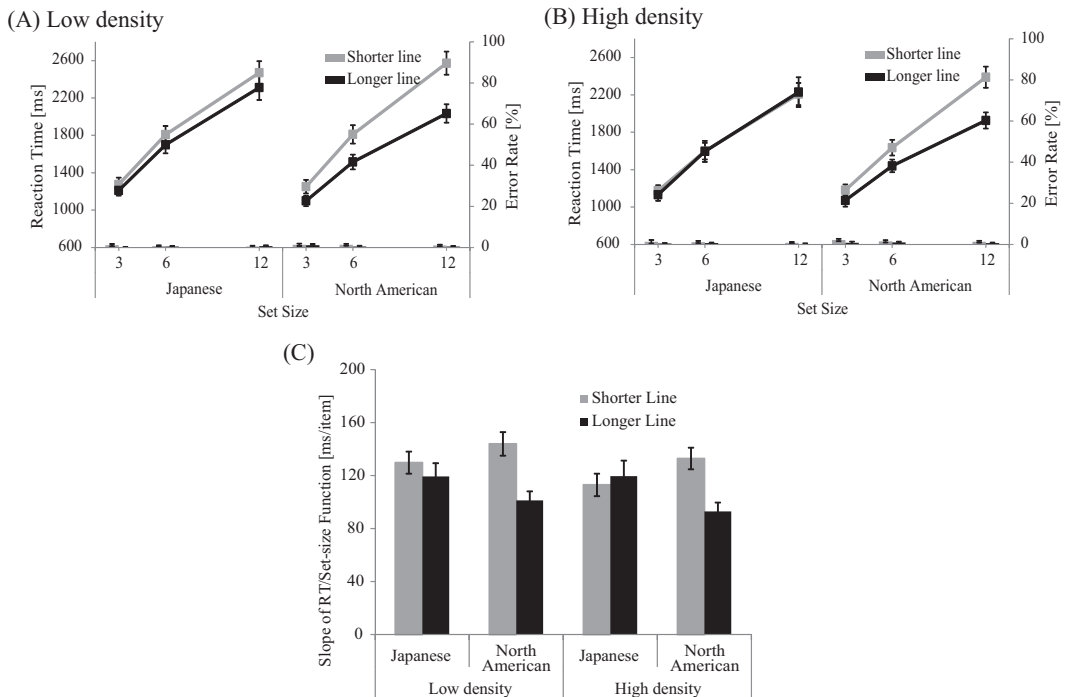 (A) Low density
Reaction Time [ms]
2600
2200
1800
1400
1000
600
Shorter line
Longer line
100
80
60
40
20
0
Error Rate [%]
3 6 12 3 6 12
Japanese North American
Set Size
(B) High density
Reaction Time [ms]
2600
2200
1800
1400
1000
600
Shorter line
Longer line
100
80
60
40
20
0
Error Rate [%]
3 6 12 3 6 12
Japanese North American
Set Size
(C)
Slope of RT/Set-size Function [ms/item]
200
160
120
80
40
0
Shorter Line
Longer Line
Japanese North Japanese North
American American
Low density High density